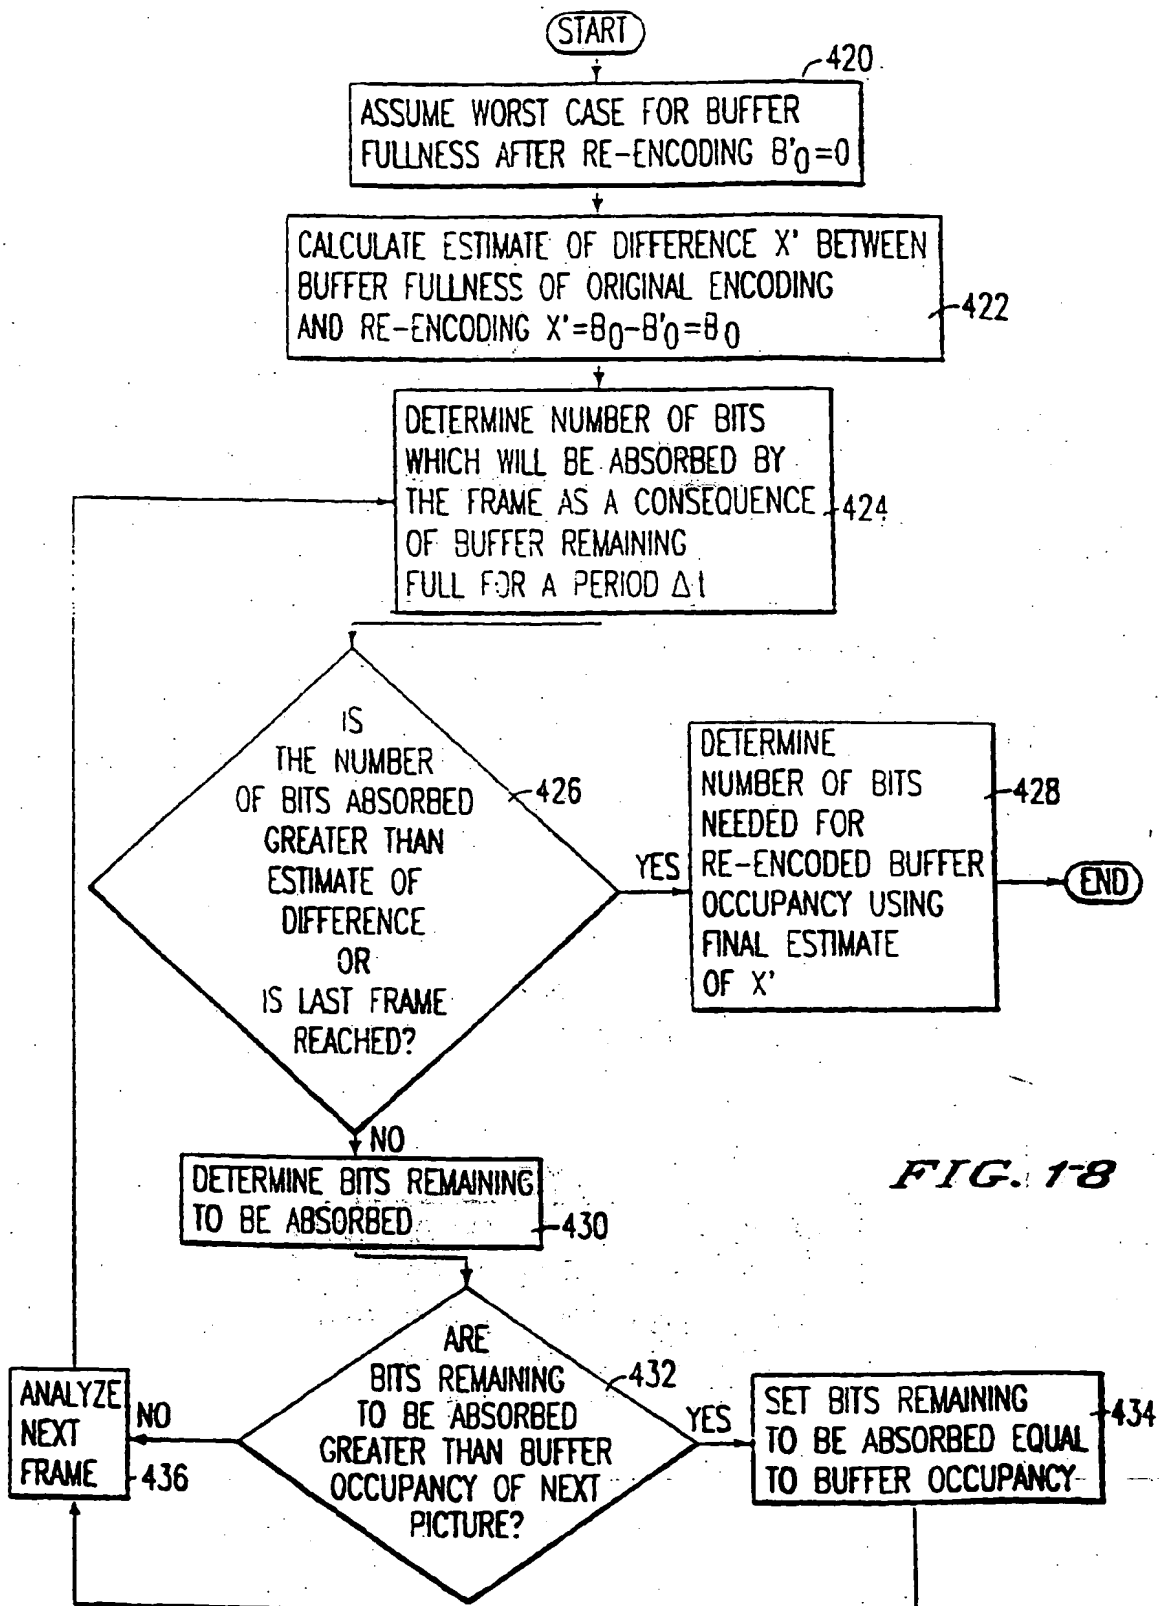 START
420
ASSUME WORST CASE FOR BUFFER
FULLNESS AFTER RE-ENCODING B'0=0
CALCULATE ESTIMATE OF DIFFERENCE X' BETWEEN
BUFFER FULLNESS OF ORIGINAL ENCODING
AND RE-ENCODING X'=B0-B'0=B0
422
DETERMINE NUMBER OF BITS
WHICH WILL BE ABSORBED BY
THE FRAME AS A CONSEQUENCE
OF BUFFER REMAINING
FULL FOR A PERIOD Δt
424
IS
THE NUMBER
OF BITS ABSORBED
GREATER THAN
ESTIMATE OF
DIFFERENCE
OR
IS LAST FRAME
REACHED?
426
YES
DETERMINE
NUMBER OF BITS
NEEDED FOR
RE-ENCODED BUFFER
OCCUPANCY USING
FINAL ESTIMATE
OF X'
428
END
NO
DETERMINE BITS REMAINING
TO BE ABSORBED
430
FIG. 18
ARE
BITS REMAINING
TO BE ABSORBED
GREATER THAN BUFFER
OCCUPANCY OF NEXT
PICTURE?
432
YES
SET BITS REMAINING
TO BE ABSORBED EQUAL
TO BUFFER OCCUPANCY
434
NO
ANALYZE
NEXT
FRAME
436